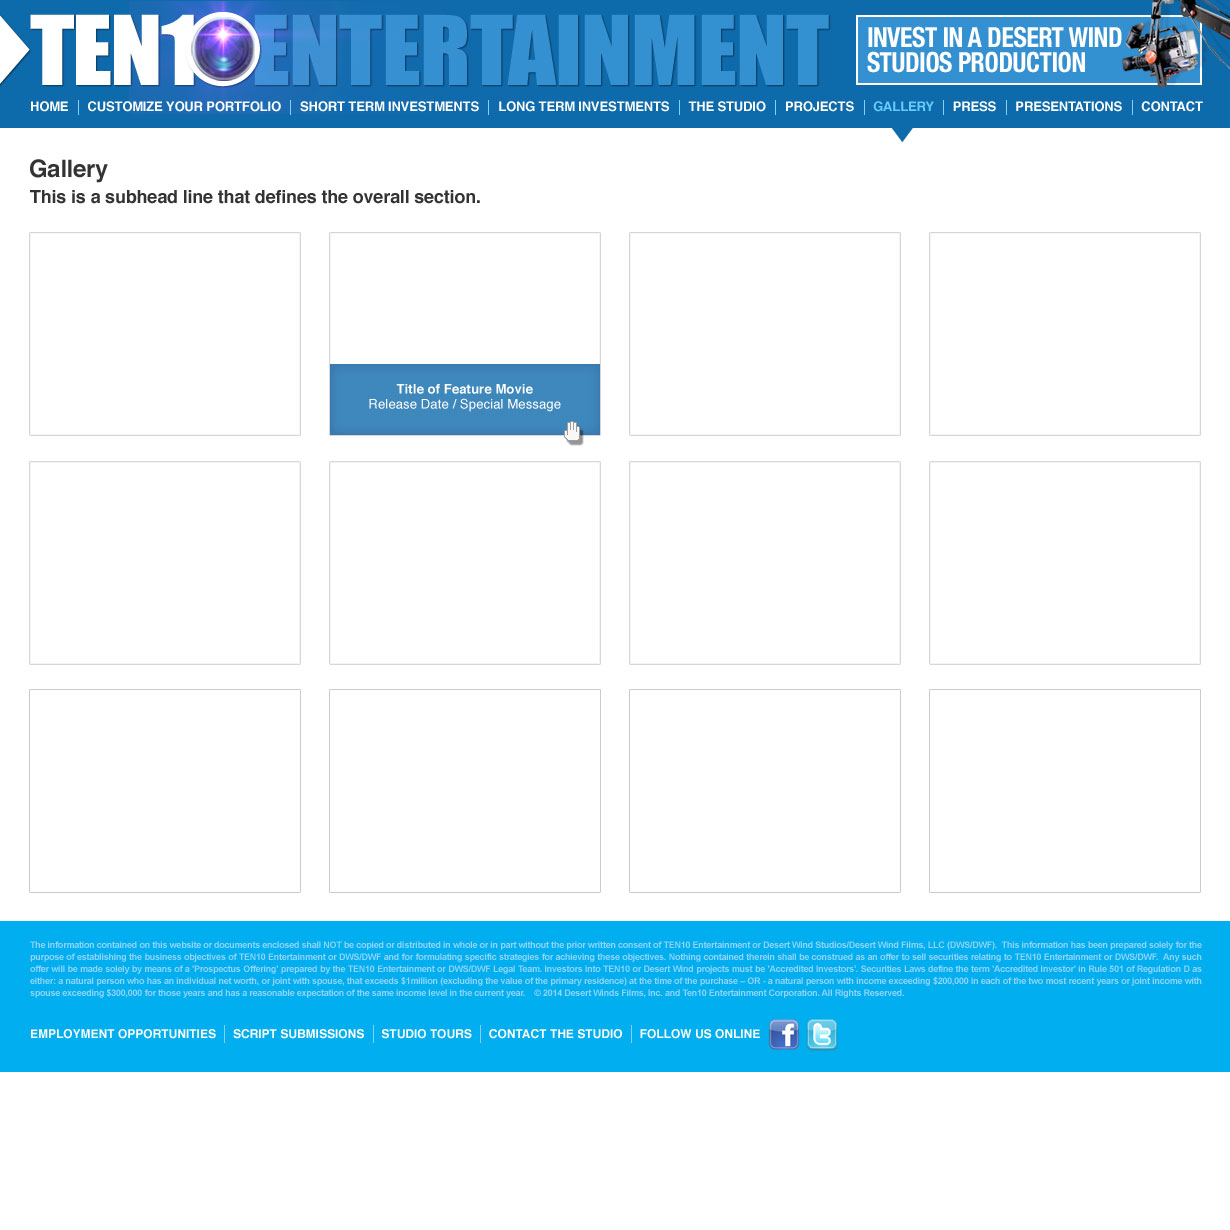 TEN10 ENTERTAINMENT
INVEST IN A DESERT WIND
STUDIOS PRODUCTION
HOME CUSTOMIZE YOUR PORTFOLIO SHORT TERM INVESTMENTS LONG TERM INVESTMENTS THE STUDIO PROJECTS GALLERY PRESS PRESENTATIONS CONTACT
Gallery
This is a subhead line that defines the overall section.
Title of Feature Movie
Release Date / Special Message
The information contained on this website or documents enclosed shall NOT be copied or distributed in whole or in part without the prior written consent of TEN10 Entertainment or Desert Wind Studios/Desert Wind Films, LLC (DWS/DWF). This information has been prepared solely for the
purpose of establishing the business objectives of TEN10 Entertainment or DWS/DWF and for formulating specific strategies for achieving these objectives. Nothing contained therein shall be construed as an offer to sell securities relating to TEN10 Entertainment or DWS/DWF. Any such
offer will be made solely by means of a 'Prospectus Offering' prepared by the TEN10 Entertainment or DWS/DWF Legal Team. Investors into TEN10 or Desert Wind projects must be 'Accredited Investors'. Securities Laws define the term 'Accredited Investor' in Rule 501 of Regulation D as
either: a natural person who has an individual net worth, or joint with spouse, that exceeds $1million (excluding the value of the primary residence) at the time of the purchase – OR - a natural person with income exceeding $200,000 in each of the two most recent years or joint income with
spouse exceeding $300,000 for those years and has a reasonable expectation of the same income level in the current year. © 2014 Desert Winds Films, Inc. and Ten10 Entertainment Corporation. All Rights Reserved.
EMPLOYMENT OPPORTUNITIES SCRIPT SUBMISSIONS STUDIO TOURS CONTACT THE STUDIO FOLLOW US ONLINE